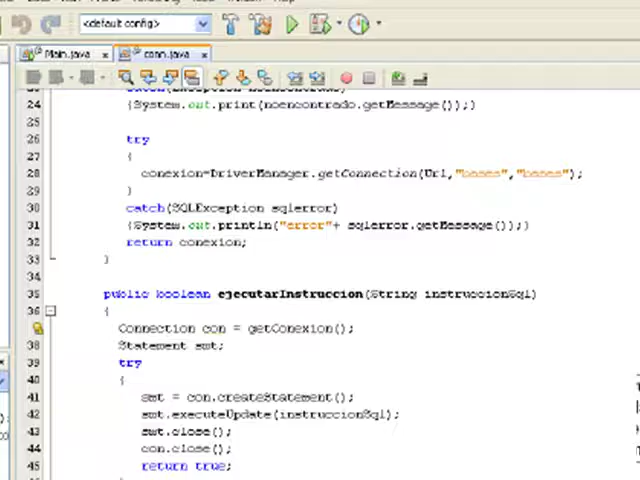 <default config>
Main.java x conn.java x
24 {System.out.print(noencontrado.getMessage());}
25
26 try
27 {
28 conexion=DriverManager.getConnection(Url,"bases","bases");
29 }
30 catch(SQLException sqlerror)
31 {System.out.println("error"+ sqlerror.getMessage());}
32 return conexion;
33 }
34
35 public boolean ejecutarInstruccion(String instruccionSql)
36 {
Connection con = getConexion();
38 Statement smt;
39 try
40 {
41 smt = con.createStatement();
42 smt.executeUpdate(instruccionSql);
43 smt.close();
44 con.close();
45 return true;